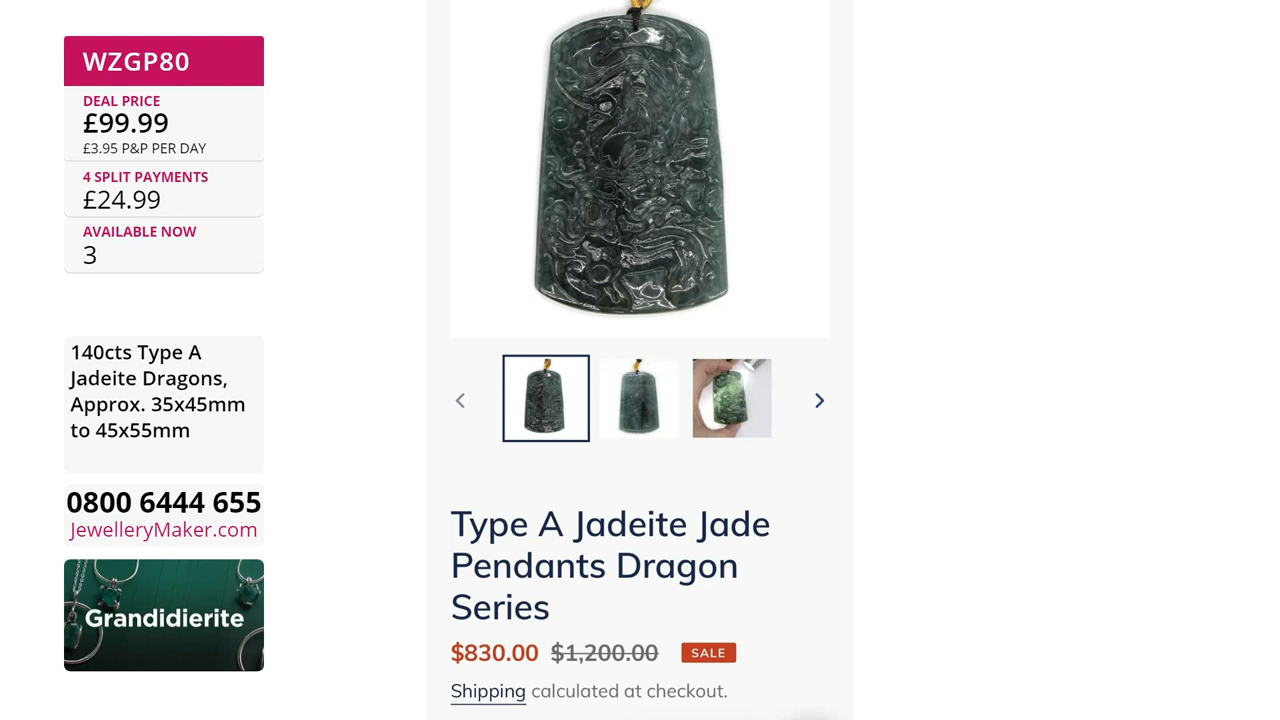 WZGP80
DEAL PRICE
£99.99
£3.95 P&P PER DAY
4 SPLIT PAYMENTS
£24.99
AVAILABLE NOW
3
140cts Type A
Jadeite Dragons,
Approx. 35x45mm
to 45x55mm
0800 6444 655
JewelleryMaker.com
Grandidierite
Type A Jadeite Jade
Pendants Dragon
Series
$830.00 $1,200.00 SALE
Shipping calculated at checkout.